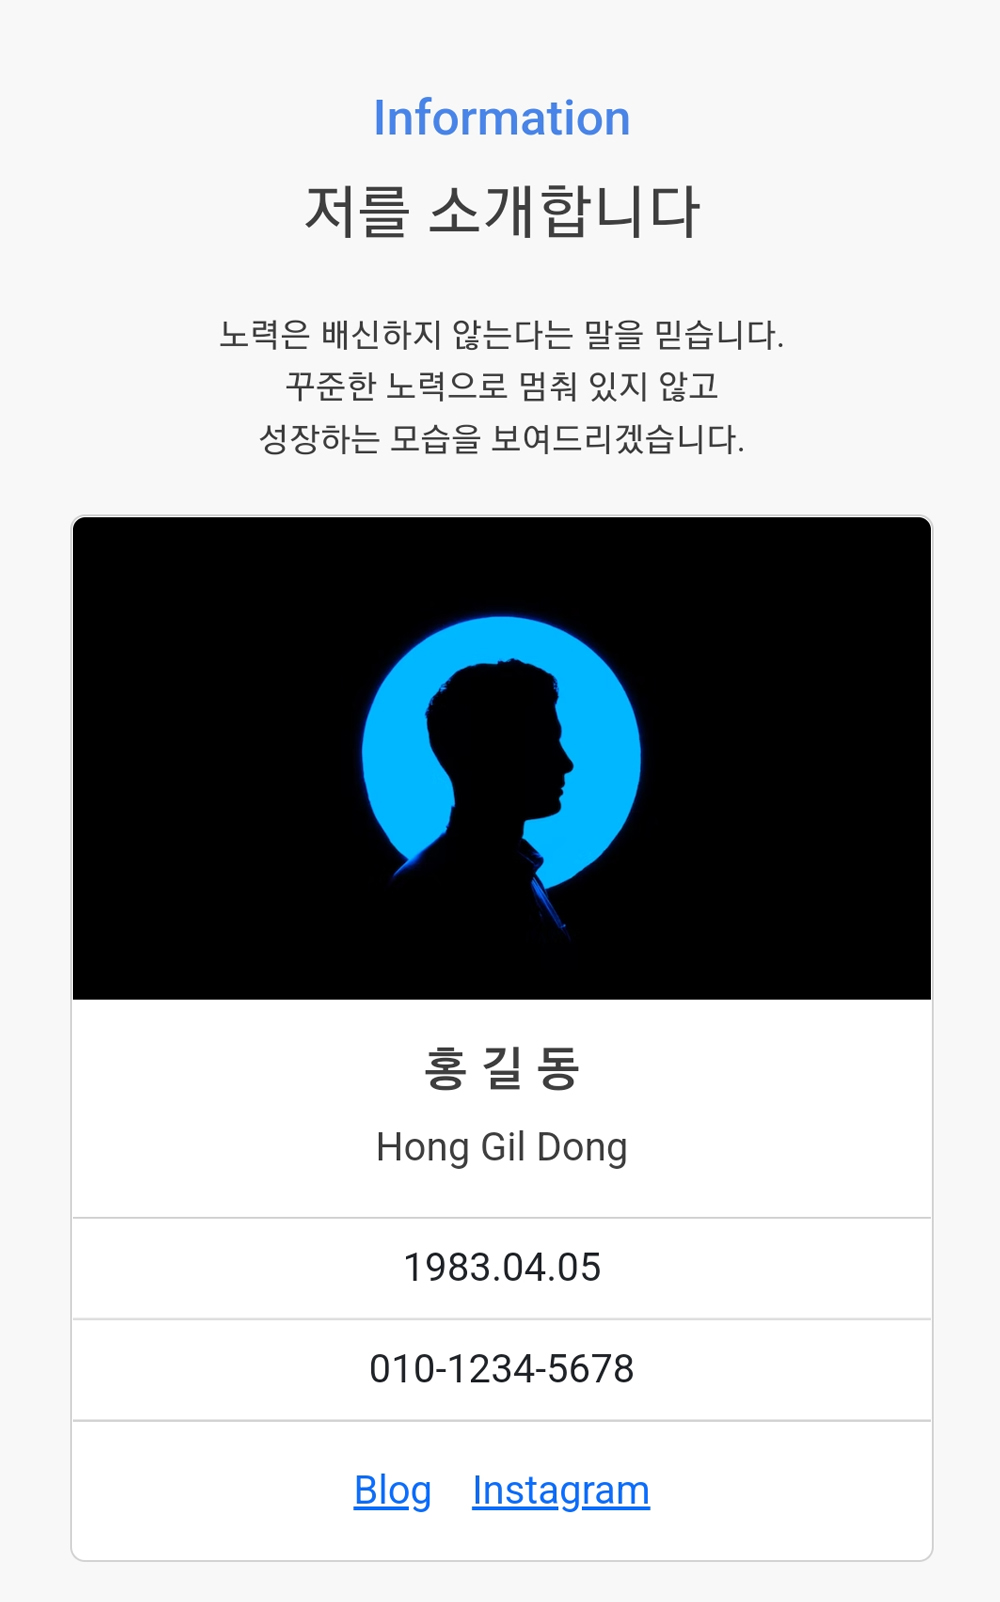 Information
저를 소개합니다
노력은 배신하지 않는다는 말을 믿습니다.
꾸준한 노력으로 멈춰 있지 않고
성장하는 모습을 보여드리겠습니다.
홍 길 동
Hong Gil Dong
1983.04.05
010-1234-5678
Blog Instagram